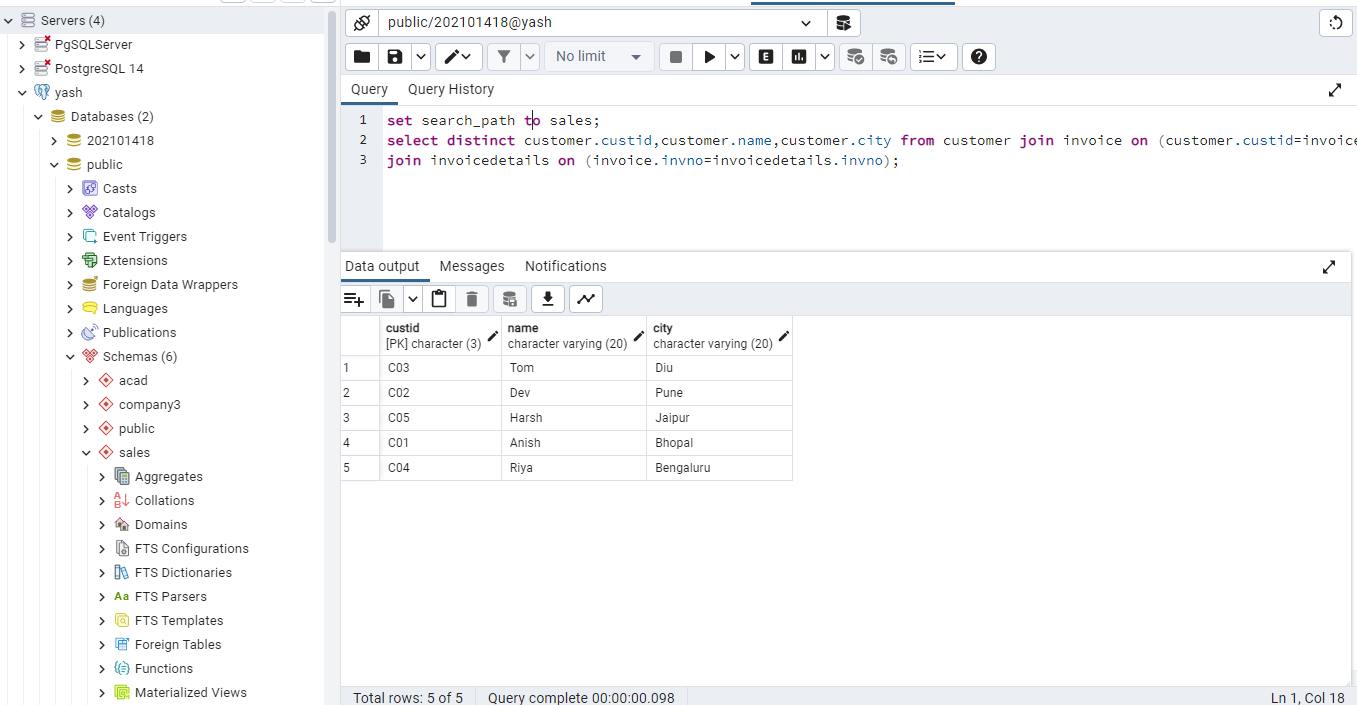 Servers (4)
PgSQLServer
PostgreSQL 14
yash
Databases (2)
202101418
public
Casts
Catalogs
Event Triggers
Extensions
Foreign Data Wrappers
Languages
Publications
Schemas (6)
acad
company3
public
sales
Aggregates
Collations
Domains
FTS Configurations
FTS Dictionaries
Aa FTS Parsers
FTS Templates
Foreign Tables
Functions
Materialized Views
public/202101418@yash
No limit
E
Query Query History
1 set search_path to sales;
2 select distinct customer.custid,customer.name,customer.city from customer join invoice on (customer.custid=invoice
3 join invoicedetails on (invoice.invno=invoicedetails.invno);
Data output Messages Notifications
custid name city
[PK] character (3) character varying (20) character varying (20)
1 C03 Tom Diu
2 C02 Dev Pune
3 C05 Harsh Jaipur
4 C01 Anish Bhopal
5 C04 Riya Bengaluru
Total rows: 5 of 5 Query complete 00:00:00.098 Ln 1, Col 18